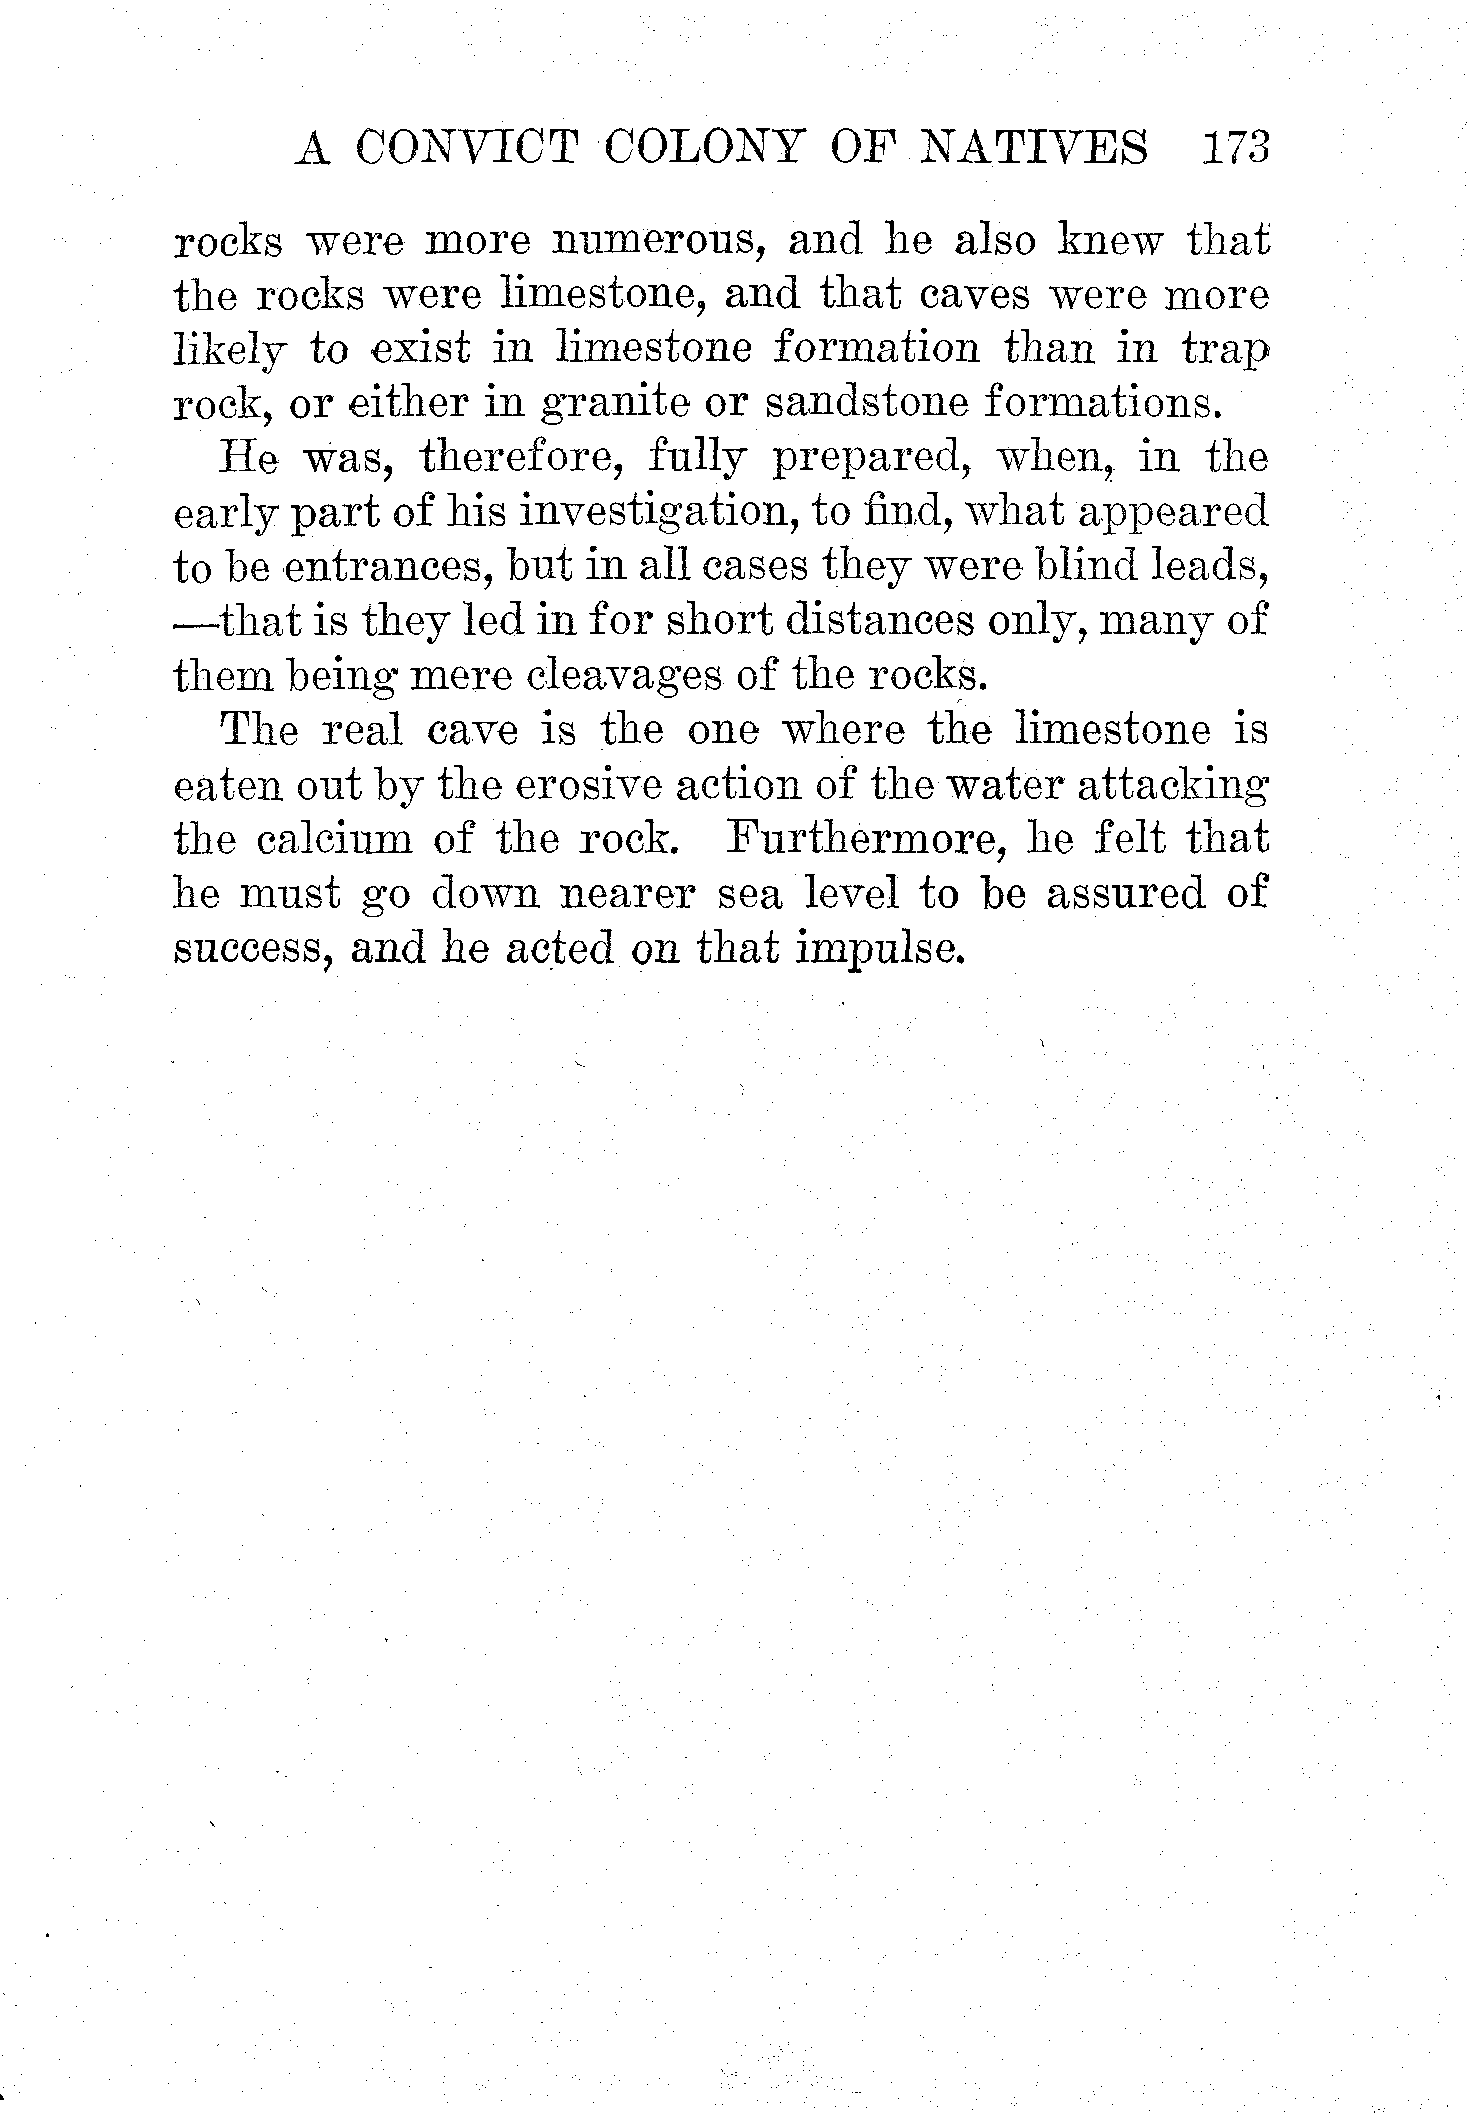 A CONVICT COLONY OF NATIVES 173
rocks were more numerous, and he also knew that
the rocks were limestone, and that caves were more
likely to exist in limestone formation than in trap
rock, or either in granite or sandstone formations.
He was, therefore, fully prepared, when, in the
early part of his investigation, to find, what appeared
to be entrances, but in all cases they were blind leads,
—that is they led in for short distances only, many of
them being mere cleavages of the rocks.
The real cave is the one where the limestone is
eaten out by the erosive action of the water attacking
the calcium of the rock. Furthermore, he felt that
he must go down nearer sea level to be assured of
success, and he acted on that impulse.